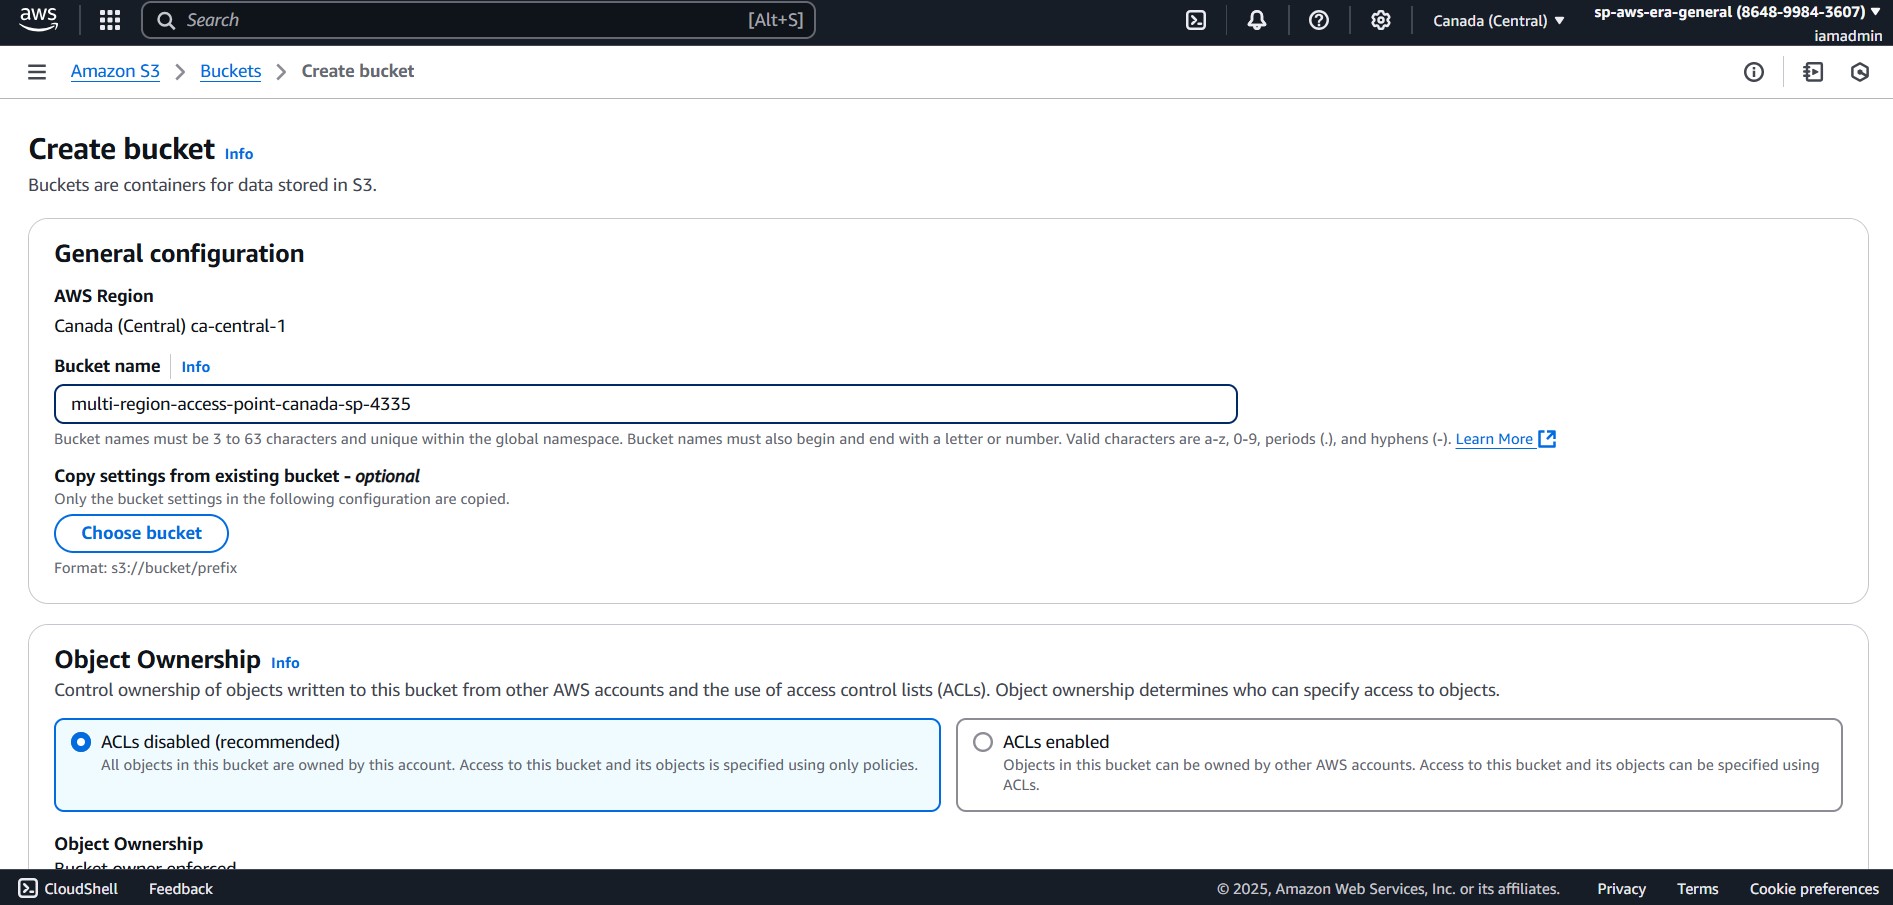 aws
Search
[Alt+S]
Canada (Central)
sp-aws-era-general (8648-9984-3607)
iamadmin
Amazon S3
Buckets
Create bucket
Create bucket Info
Buckets are containers for data stored in S3.
General configuration
AWS Region
Canada (Central) ca-central-1
Bucket name Info
multi-region-access-point-canada-sp-4335
Bucket names must be 3 to 63 characters and unique within the global namespace. Bucket names must also begin and end with a letter or number. Valid characters are a-z, 0-9, periods (.), and hyphens (-). Learn More
Copy settings from existing bucket - optional
Only the bucket settings in the following configuration are copied.
Choose bucket
Format: s3://bucket/prefix
Object Ownership Info
Control ownership of objects written to this bucket from other AWS accounts and the use of access control lists (ACLs). Object ownership determines who can specify access to objects.
ACLs disabled (recommended)
All objects in this bucket are owned by this account. Access to this bucket and its objects is specified using only policies.
ACLs enabled
Objects in this bucket can be owned by other AWS accounts. Access to this bucket and its objects can be specified using
ACLs.
Object Ownership
Bucket owner enforced
CloudShell
Feedback
© 2025, Amazon Web Services, Inc. or its affiliates.
Privacy
Terms
Cookie preferences